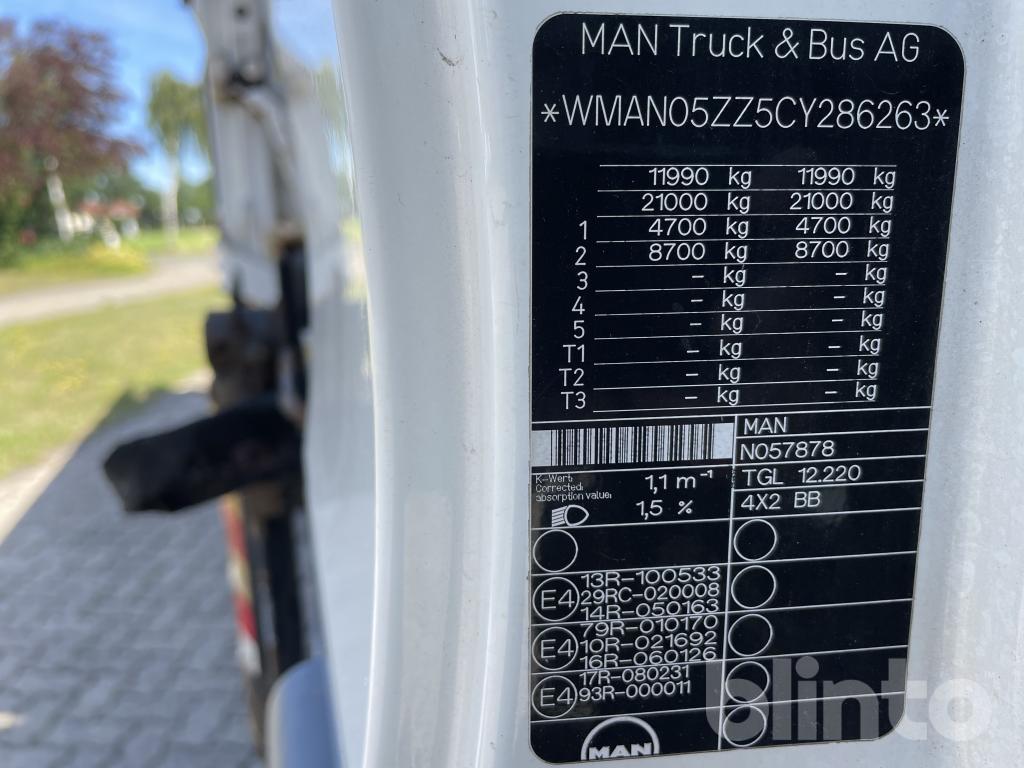 MAN Truck & Bus AG
*WMAN05ZZ5CY286263*
11990 kg 11990 kg
21000 kg 21000 kg
1 4700 kg 4700 kg
2 8700 kg 8700 kg
3 – kg – kg
4 – kg – kg
5 – kg – kg
T1 – kg – kg
T2 – kg – kg
T3 – kg – kg
MAN
N057878
TGL 12.220
4X2 BB
K-Wert:
Corrected:
absorption value:
1,1 m⁻¹
1,5 %
13R-100533
E4 29RC-020008
14R-050163
79R-010170
E4 10R-021692
16R-060126
17R-080231
E4 93R-000011
MAN
blinto